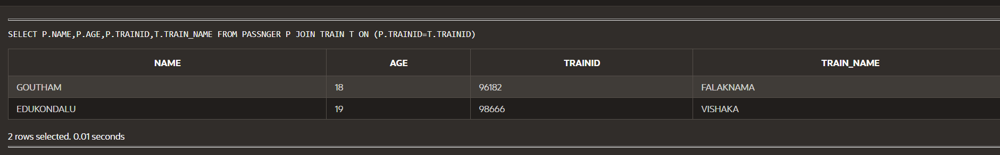 SELECT P.NAME,P.AGE,P.TRAINID,T.TRAIN_NAME FROM PASSNGER P JOIN TRAIN T ON (P.TRAINID=T.TRAINID)
NAME AGE TRAINID TRAIN_NAME
GOUTHAM 18 96182 FALAKNAMA
EDUKONDALU 19 98666 VISHAKA
2 rows selected. 0.01 seconds